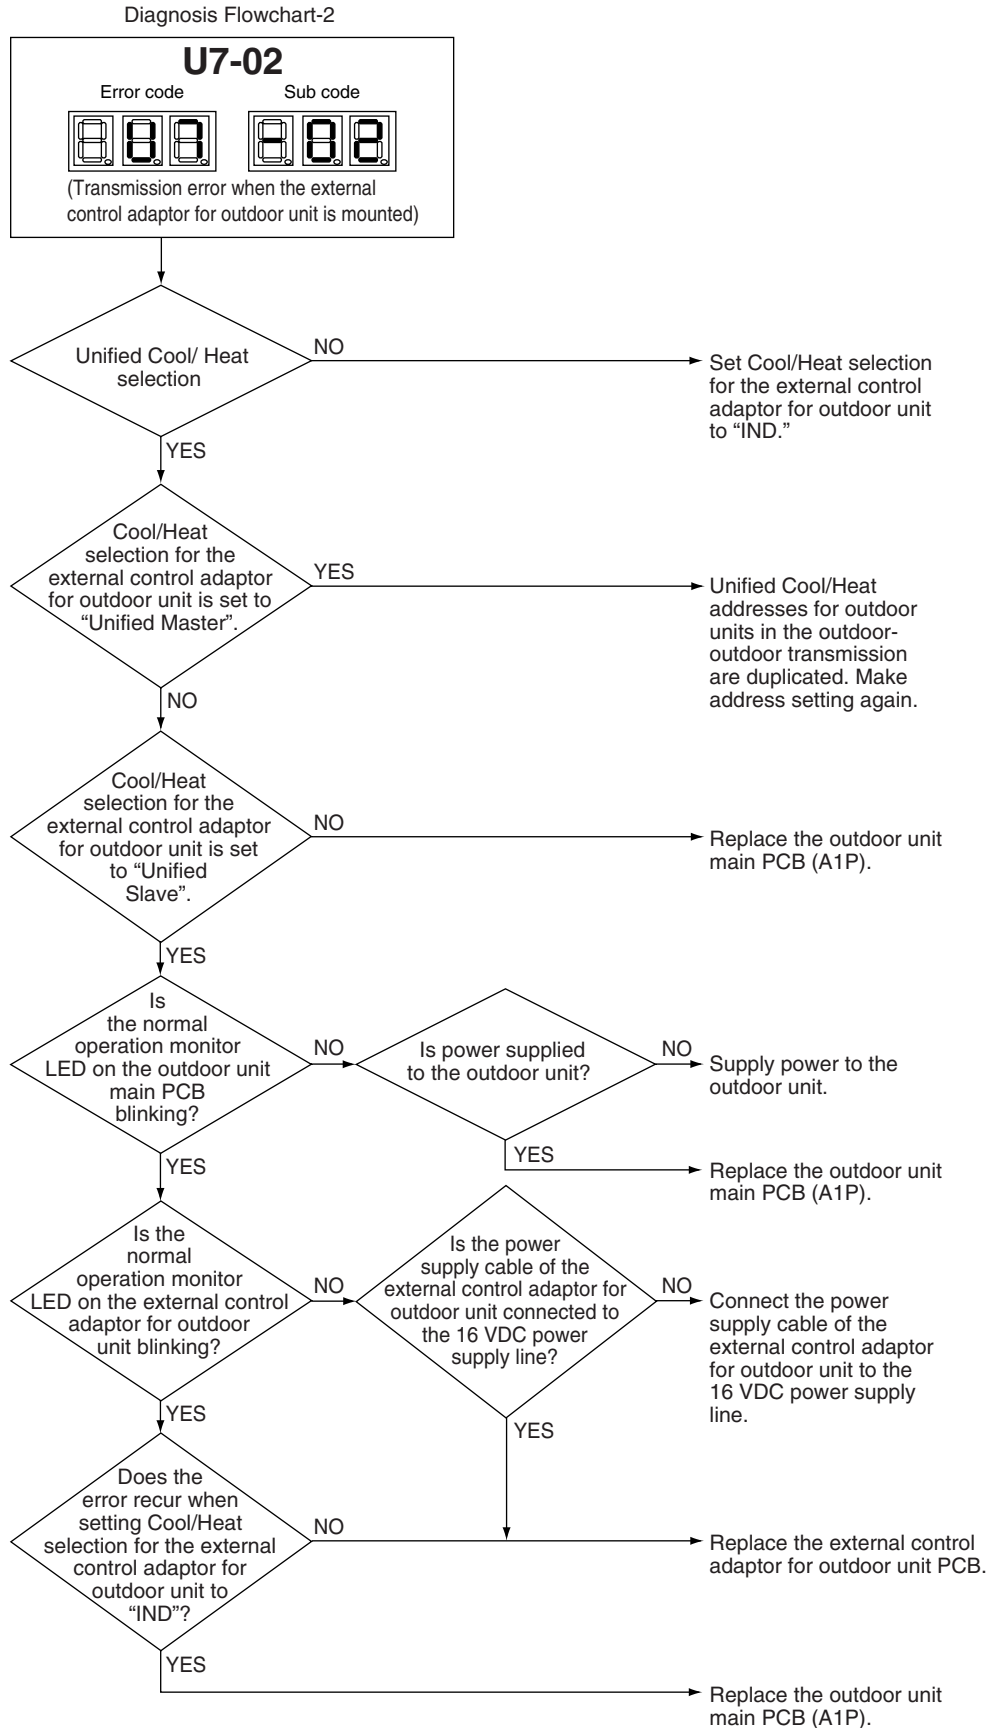 Diagnosis Flowchart-2
U7-02
Error code
Sub code
U7
-02
(Transmission error when the external
control adaptor for outdoor unit is mounted)
Unified Cool/ Heat
selection
NO
Set Cool/Heat selection
for the external control
adaptor for outdoor unit
to “IND.”
YES
Cool/Heat
selection for the
external control adaptor
for outdoor unit is set to
“Unified Master”.
YES
Unified Cool/Heat
addresses for outdoor
units in the outdoor-
outdoor transmission
are duplicated. Make
address setting again.
NO
Cool/Heat
selection for the
external control adaptor
for outdoor unit is set
to “Unified
Slave”.
NO
Replace the outdoor unit
main PCB (A1P).
YES
Is
the normal
operation monitor
LED on the outdoor unit
main PCB
blinking?
NO
Is power supplied
to the outdoor unit?
NO
Supply power to the
outdoor unit.
YES
Replace the outdoor unit
main PCB (A1P).
YES
Is the
normal
operation monitor
LED on the external control
adaptor for outdoor
unit blinking?
NO
Is the power
supply cable of the
external control adaptor for
outdoor unit connected to
the 16 VDC power
supply line?
NO
Connect the power
supply cable of the
external control adaptor
for outdoor unit to the
16 VDC power supply
line.
YES
YES
Does the
error recur when
setting Cool/Heat
selection for the external
control adaptor for
outdoor unit to
“IND”?
NO
Replace the external control
adaptor for outdoor unit PCB.
YES
Replace the outdoor unit
main PCB (A1P).